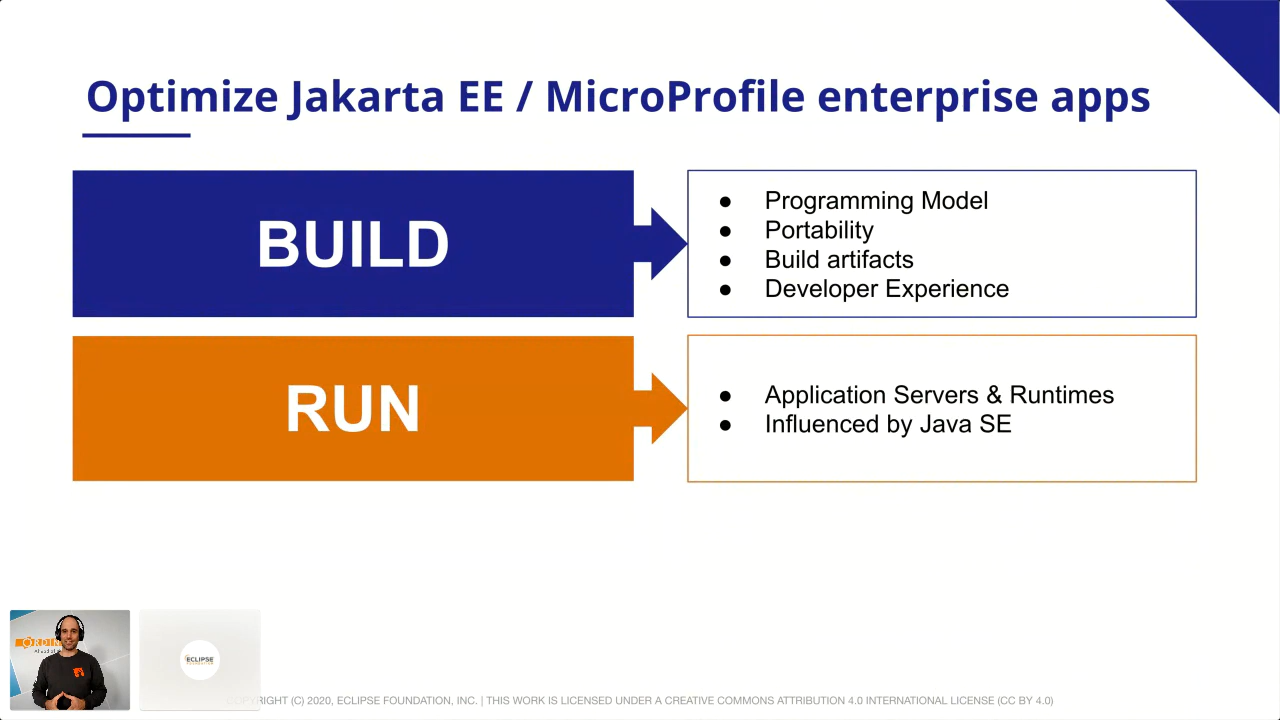 Optimize Jakarta EE / MicroProfile enterprise apps
BUILD
● Programming Model
● Portability
● Build artifacts
● Developer Experience
RUN
● Application Servers & Runtimes
● Influenced by Java SE
ECLIPSE
FOUNDATION
COPYRIGHT (C) 2020, ECLIPSE FOUNDATION, INC. | THIS WORK IS LICENSED UNDER A CREATIVE COMMONS ATTRIBUTION 4.0 INTERNATIONAL LICENSE (CC BY 4.0)